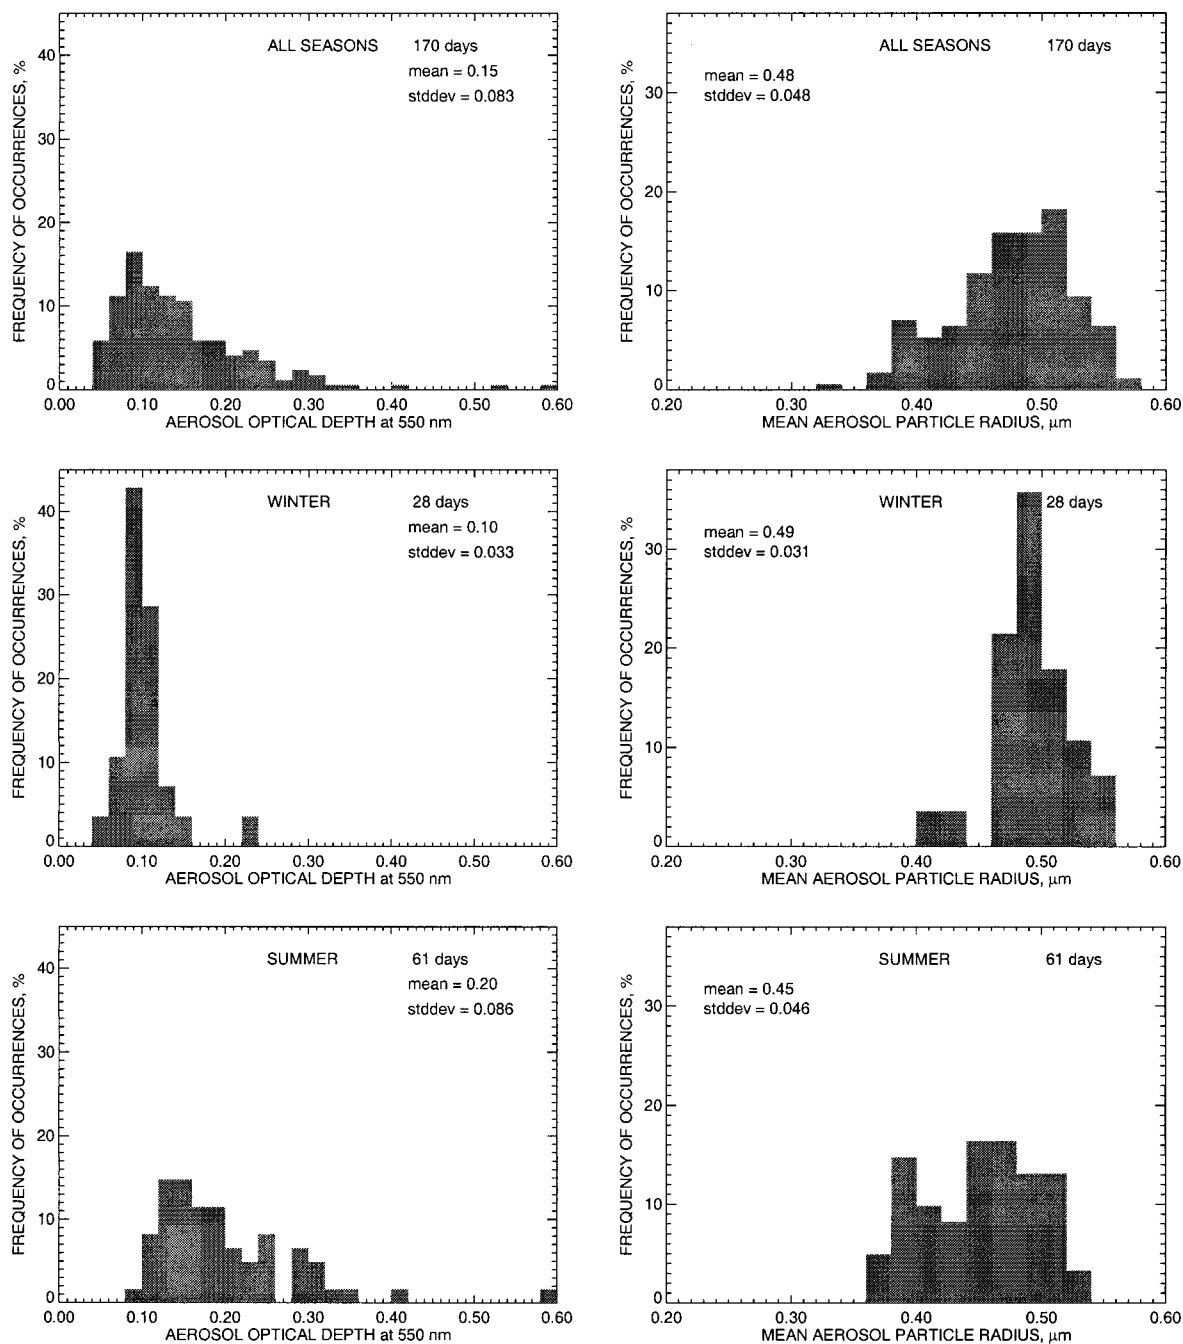 ALL SEASONS 170 days
mean = 0.15
stddev = 0.083
FREQUENCY OF OCCURRENCES, %
40
30
20
10
0
0.00 0.10 0.20 0.30 0.40 0.50 0.60
AEROSOL OPTICAL DEPTH at 550 nm
ALL SEASONS 170 days
mean = 0.48
stddev = 0.048
FREQUENCY OF OCCURRENCES, %
30
20
10
0
0.20 0.30 0.40 0.50 0.60
MEAN AEROSOL PARTICLE RADIUS, μm
WINTER 28 days
mean = 0.10
stddev = 0.033
FREQUENCY OF OCCURRENCES, %
40
30
20
10
0
0.00 0.10 0.20 0.30 0.40 0.50 0.60
AEROSOL OPTICAL DEPTH at 550 nm
WINTER 28 days
mean = 0.49
stddev = 0.031
FREQUENCY OF OCCURRENCES, %
30
20
10
0
0.20 0.30 0.40 0.50 0.60
MEAN AEROSOL PARTICLE RADIUS, μm
SUMMER 61 days
mean = 0.20
stddev = 0.086
FREQUENCY OF OCCURRENCES, %
40
30
20
10
0
0.00 0.10 0.20 0.30 0.40 0.50 0.60
AEROSOL OPTICAL DEPTH at 550 nm
SUMMER 61 days
mean = 0.45
stddev = 0.046
FREQUENCY OF OCCURRENCES, %
30
20
10
0
0.20 0.30 0.40 0.50 0.60
MEAN AEROSOL PARTICLE RADIUS, μm